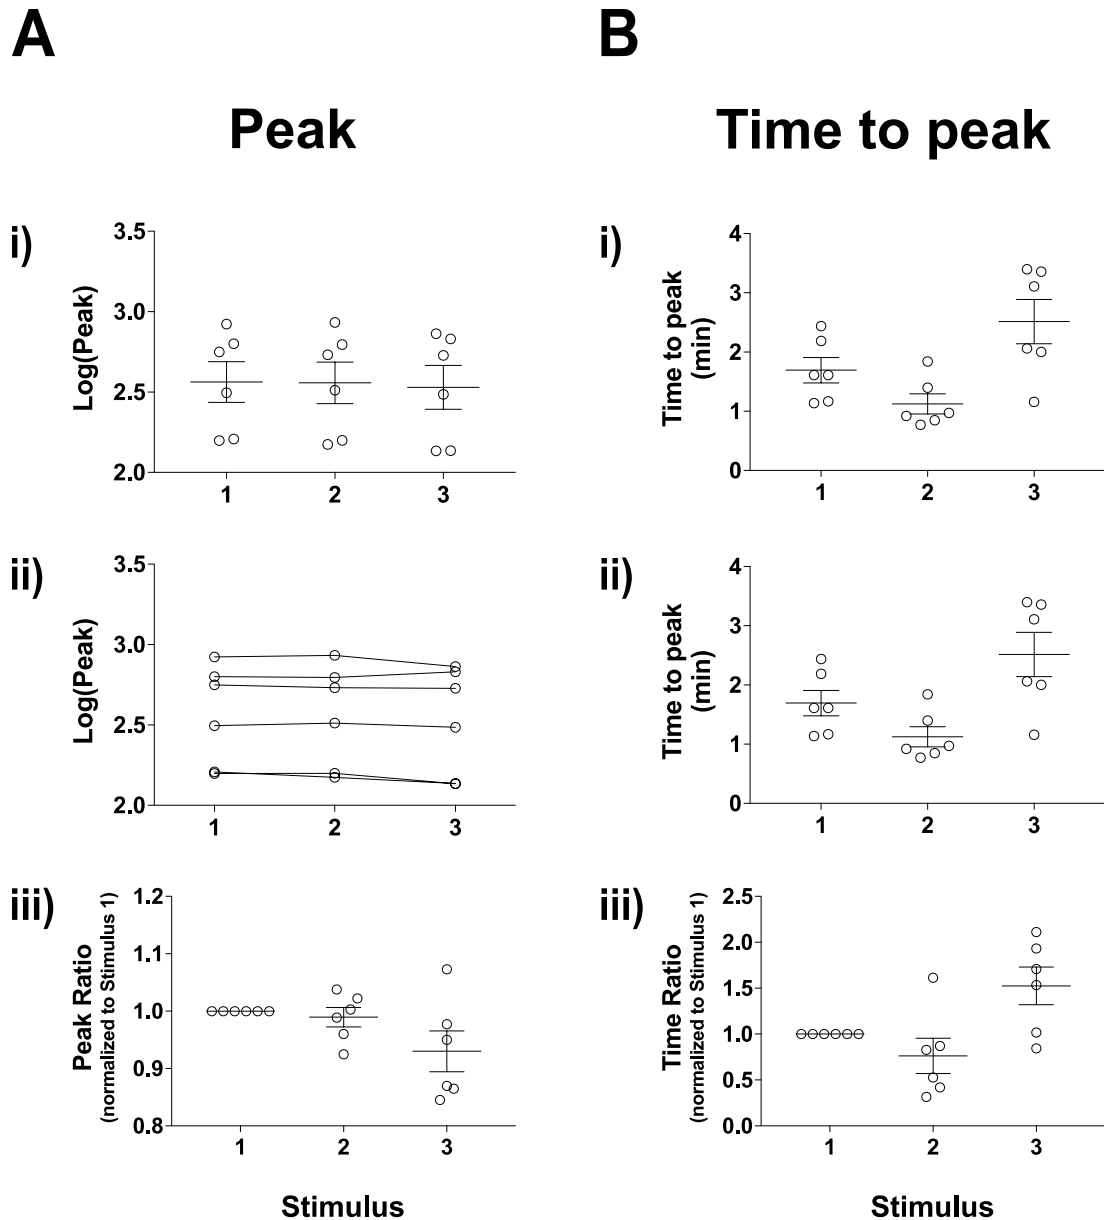 A
B
Peak
Time to peak
i)
Log(Peak)
3.5
3.0
2.5
2.0
1 2 3
i)
Time to peak
(min)
4
3
2
1
0
1 2 3
ii)
Log(Peak)
3.5
3.0
2.5
2.0
1 2 3
ii)
Time to peak
(min)
4
3
2
1
0
1 2 3
iii)
Peak Ratio
(normalized to Stimulus 1)
1.2
1.1
1.0
0.9
0.8
1 2 3
Stimulus
iii)
Time Ratio
(normalized to Stimulus 1)
2.5
2.0
1.5
1.0
0.5
0.0
1 2 3
Stimulus